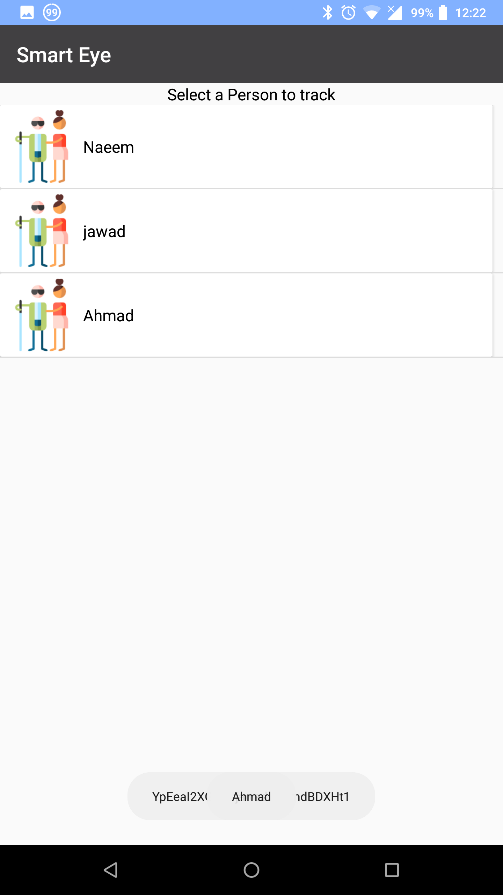 99
99% 12:22
Smart Eye
Select a Person to track
Naeem
jawad
Ahmad
Ahmad